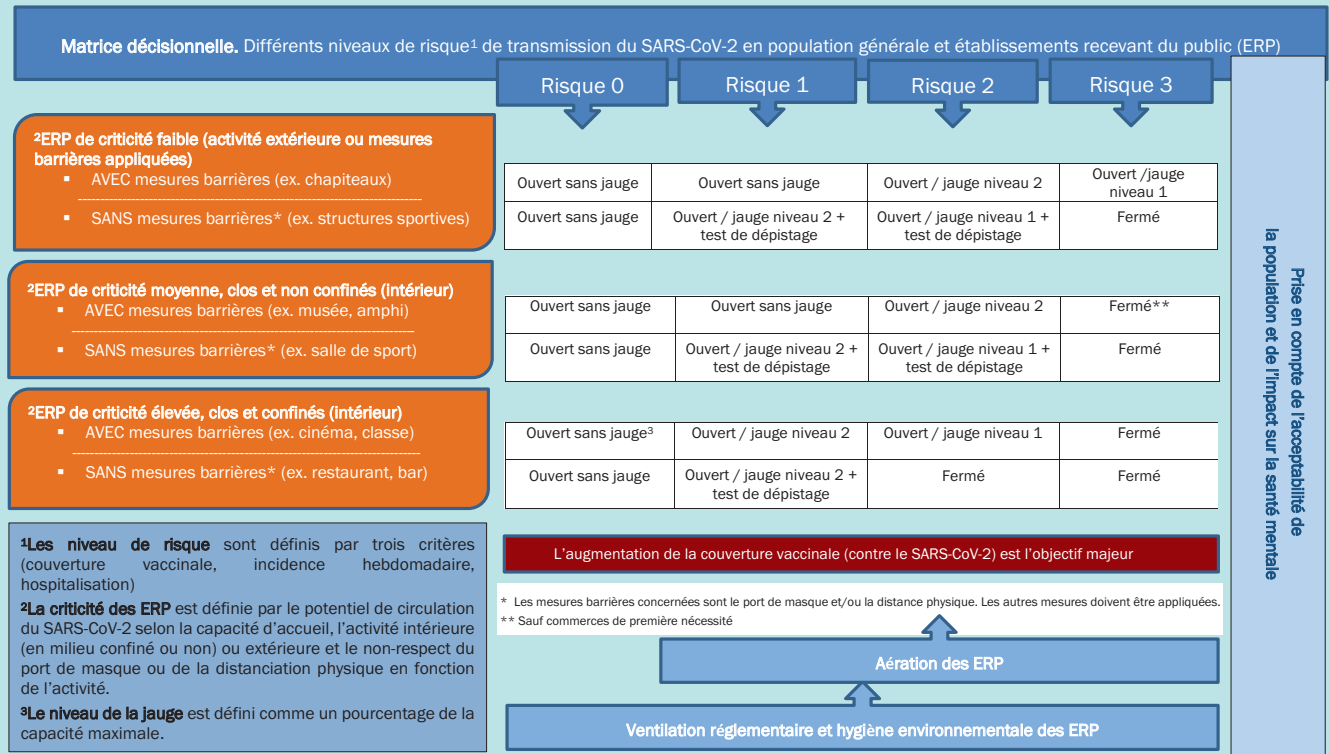 Matrice décisionnelle. Différents niveaux de risque¹ de transmission du SARS-CoV-2 en population générale et établissements recevant du public (ERP)
Risque 0
Risque 1
Risque 2
Risque 3
²ERP de criticité faible (activité extérieure ou mesures
barrières appliquées)
▪ AVEC mesures barrières (ex. chapiteaux)
▪ SANS mesures barrières* (ex. structures sportives)
Ouvert sans jauge
Ouvert sans jauge
Ouvert / jauge niveau 2
Ouvert /jauge
niveau 1
Ouvert sans jauge
Ouvert / jauge niveau 2 +
test de dépistage
Ouvert / jauge niveau 1 +
test de dépistage
Fermé
²ERP de criticité moyenne, clos et non confinés (intérieur)
▪ AVEC mesures barrières (ex. musée, amphi)
▪ SANS mesures barrières* (ex. salle de sport)
Ouvert sans jauge
Ouvert sans jauge
Ouvert / jauge niveau 2
Fermé**
Ouvert sans jauge
Ouvert / jauge niveau 2 +
test de dépistage
Ouvert / jauge niveau 1 +
test de dépistage
Fermé
²ERP de criticité élevée, clos et confinés (intérieur)
▪ AVEC mesures barrières (ex. cinéma, classe)
▪ SANS mesures barrières* (ex. restaurant, bar)
Ouvert sans jauge³
Ouvert / jauge niveau 2
Ouvert / jauge niveau 1
Fermé
Ouvert sans jauge
Ouvert / jauge niveau 2 +
test de dépistage
Fermé
Fermé
¹Les niveau de risque sont définis par trois critères
(couverture vaccinale, incidence hebdomadaire,
hospitalisation)
²La criticité des ERP est définie par le potentiel de circulation
du SARS-CoV-2 selon la capacité d'accueil, l'activité intérieure
(en milieu confiné ou non) ou extérieure et le non-respect du
port de masque ou de la distanciation physique en fonction
de l'activité.
³Le niveau de la jauge est défini comme un pourcentage de la
capacité maximale.
L'augmentation de la couverture vaccinale (contre le SARS-CoV-2) est l'objectif majeur
* Les mesures barrières concernées sont le port de masque et/ou la distance physique. Les autres mesures doivent être appliquées.
** Sauf commerces de première nécessité
Aération des ERP
Ventilation réglementaire et hygiène environnementale des ERP
Prise en compte de l'acceptabilité de
la population et de l'impact sur la santé mentale